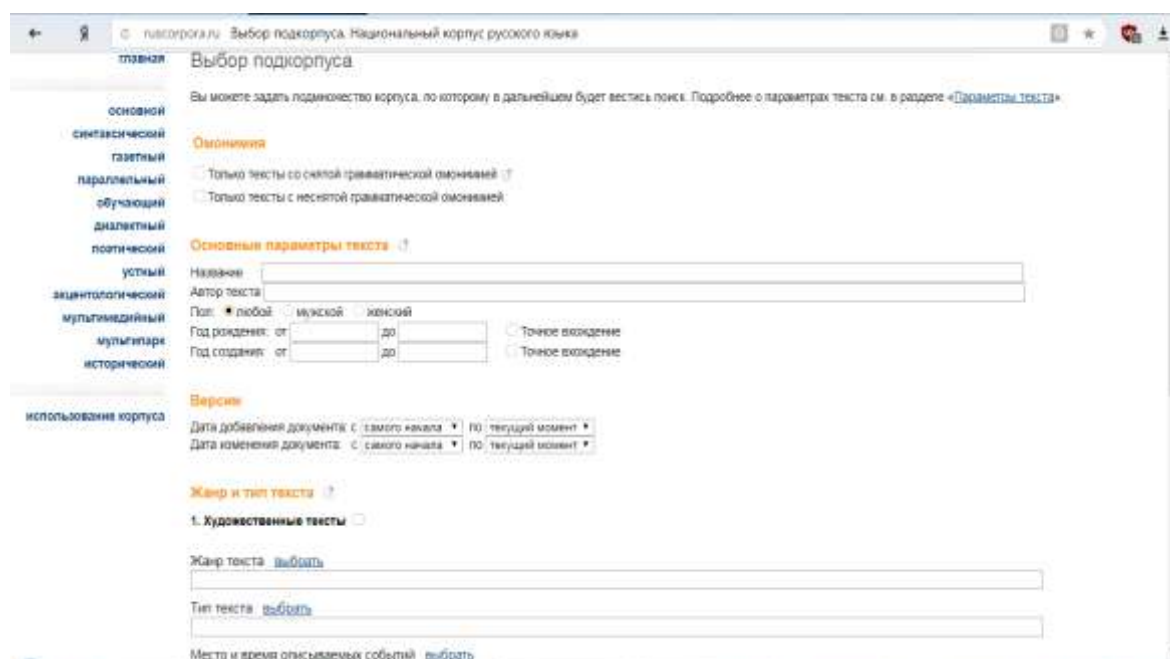 ruscorpora.ru Выбор подкорпуса. Национальный корпус русского языка
главная
основной
синтаксический
газетный
параллельный
обучающий
диалектный
поэтический
устный
акцентологический
мультимедийный
мультипарк
исторический
использование корпуса
Выбор подкорпуса
Вы можете задать подмножество корпуса, по которому в дальнейшем будет вестись поиск. Подробнее о параметрах текста см. в разделе «Параметры текста»
Омонимия
Только тексты со снятой грамматической омонимией ?
Только тексты с неснятой грамматической омонимией
Основные параметры текста ?
Название
Автор текста
Пол: любой мужской женский
Год рождения: от до Точное вхождение
Год создания: от до Точное вхождение
Версии
Дата добавления документа: с самого начала по текущий момент
Дата изменения документа: с самого начала по текущий момент
Жанр и тип текста ?
1. Художественные тексты
Жанр текста выбрать
Тип текста выбрать
Место и время описываемых событий выбрать